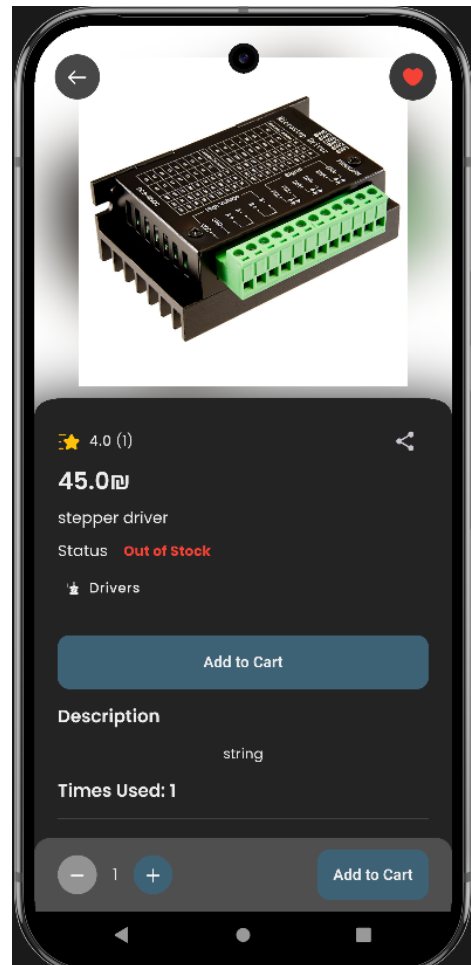 4.0 (1)
45.0₪
stepper driver
Status Out of Stock
Drivers
Add to Cart
Description
string
Times Used: 1
1
Add to Cart